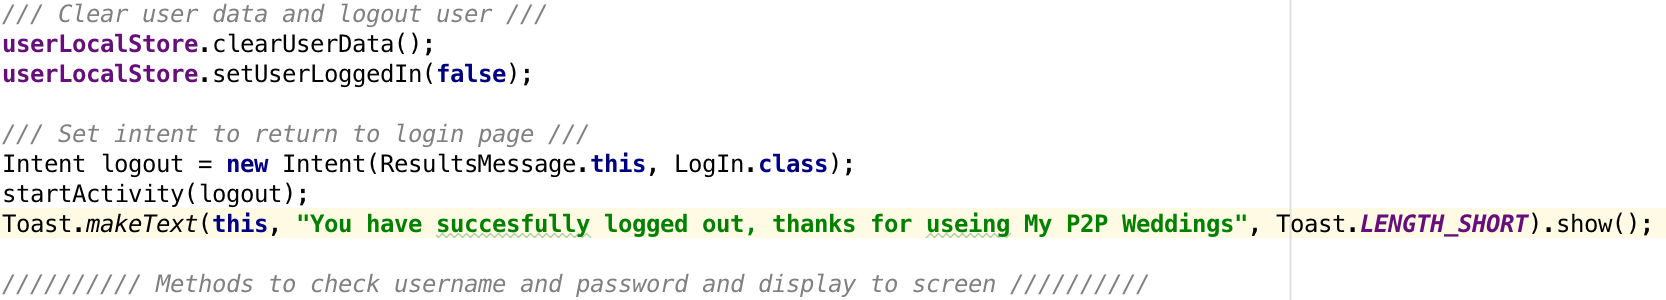 /// Clear user data and logout user ///
userLocalStore.clearUserData();
userLocalStore.setUserLoggedIn(false);
/// Set intent to return to login page ///
Intent logout = new Intent(ResultsMessage.this, LogIn.class);
startActivity(logout);
Toast.makeText(this, "You have succesfully logged out, thanks for useing My P2P Weddings", Toast.LENGTH_SHORT).show();
////////// Methods to check username and password and display to screen //////////